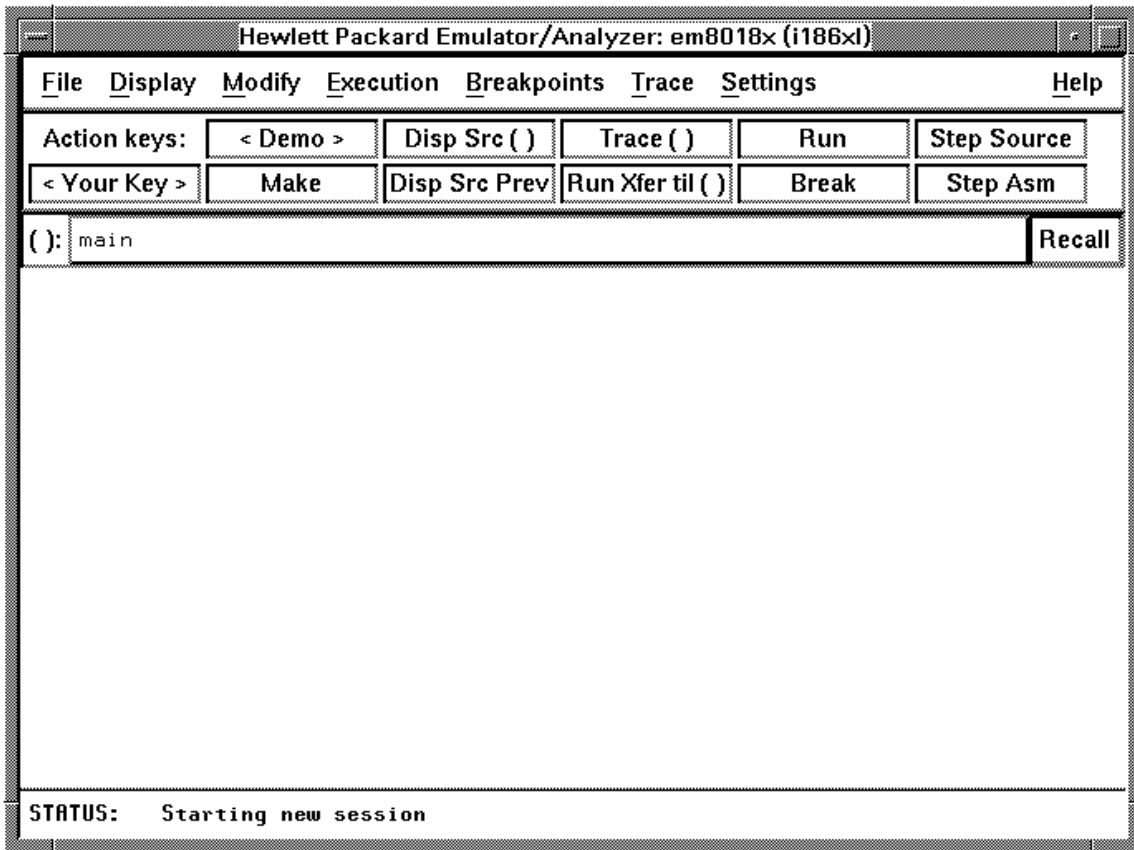 Hewlett Packard Emulator/Analyzer: em8018x (i186xl)
File Display Modify Execution Breakpoints Trace Settings Help
Action keys: < Demo > Disp Src ( ) Trace ( ) Run Step Source
< Your Key > Make Disp Src Prev Run Xfer til ( ) Break Step Asm
( ): main Recall
STATUS: Starting new session